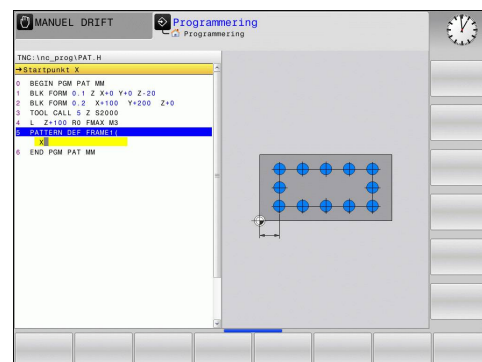 MANUEL DRIFT
Programmering
Programmering
TNC:\nc_prog\PAT.H
→Startpunkt X
0 BEGIN PGM PAT MM
1 BLK FORM 0.1 Z X+0 Y+0 Z-20
2 BLK FORM 0.2 X+100 Y+200 Z+0
3 TOOL CALL 5 Z S2000
4 L Z+100 R0 FMAX M3
5 PATTERN DEF FRAME1(
X
6 END PGM PAT MM